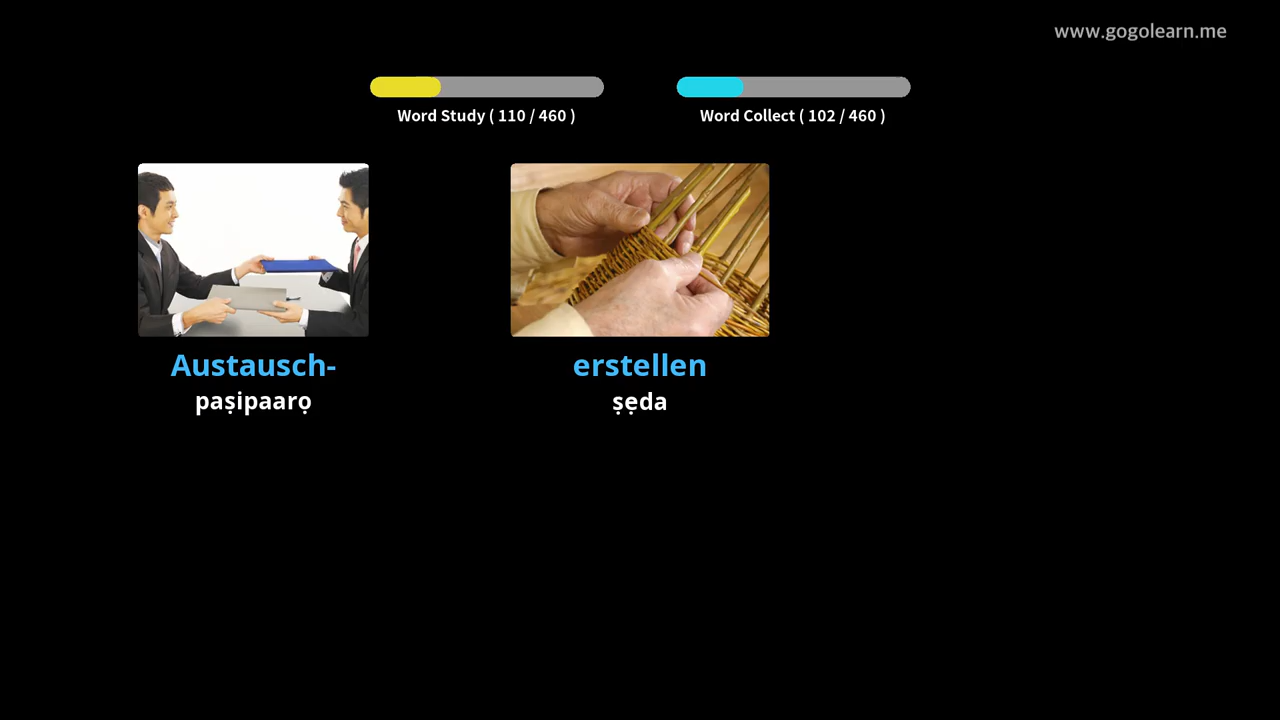 www.gogolearn.me
Word Study ( 110 / 460 )
Word Collect ( 102 / 460 )
Austausch-
paṣipaarọ
erstellen
ṣẹda